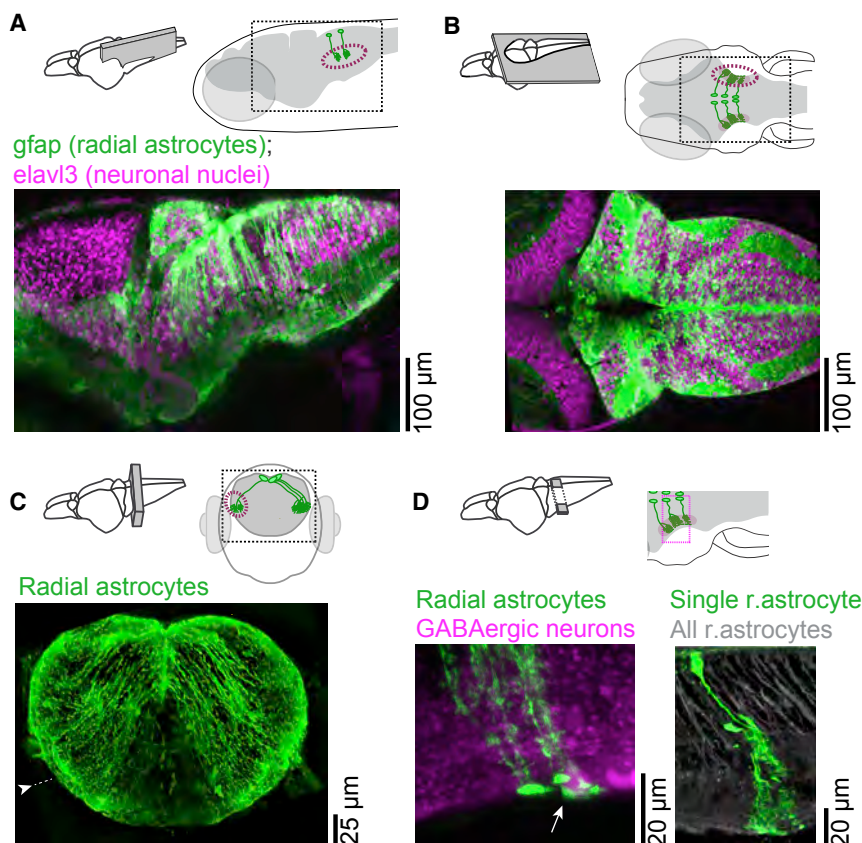 A
B
gfap (radial astrocytes);
elavl3 (neuronal nuclei)
100 µm
100 µm
C
D
Radial astrocytes
Radial astrocytes
GABAergic neurons
Single r.astrocyte
All r.astrocytes
25 µm
20 µm
20 µm